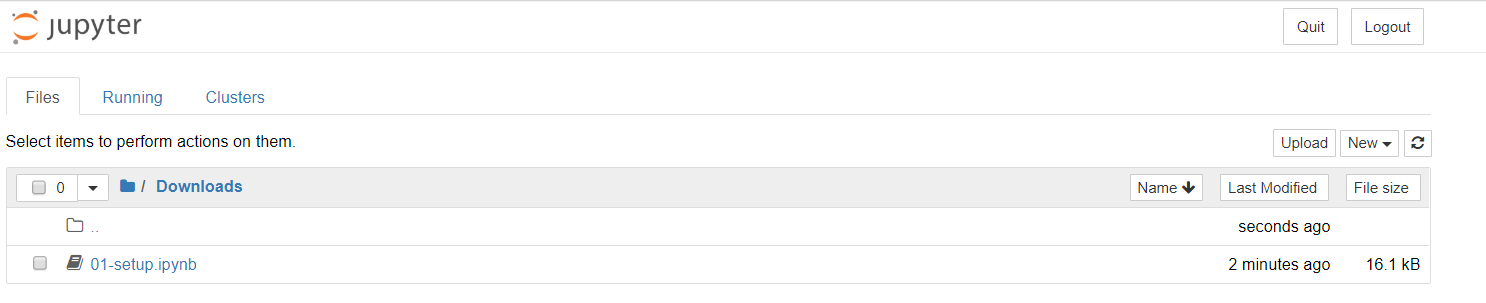 jupyter Quit Logout
Files Running Clusters
Select items to perform actions on them.
Upload New
0 / Downloads Name Last Modified File size
.. seconds ago
01-setup.ipynb 2 minutes ago 16.1 kB